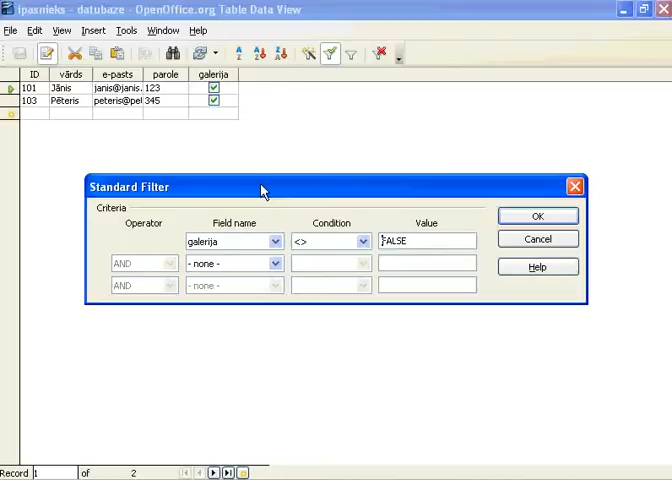 ipasnieks - datubaze - OpenOffice.org Table Data View
File Edit View Insert Tools Window Help
ID vārds e-pasts parole galerija
101 Jānis janis@janis. 123
103 Pēteris peteris@pe 345
Standard Filter
Criteria
Operator Field name Condition Value
galerija <> FALSE
AND - none -
AND - none -
OK
Cancel
Help
Record 1 of 2